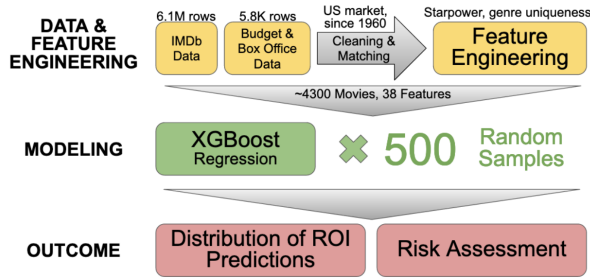 DATA & FEATURE ENGINEERING
6.1M rows
IMDb Data
5.8K rows
Budget & Box Office Data
US market, since 1960
Cleaning & Matching
Starpower, genre uniqueness
Feature Engineering
~4300 Movies, 38 Features
MODELING
XGBoost
Regression
500
Random Samples
OUTCOME
Distribution of ROI Predictions
Risk Assessment